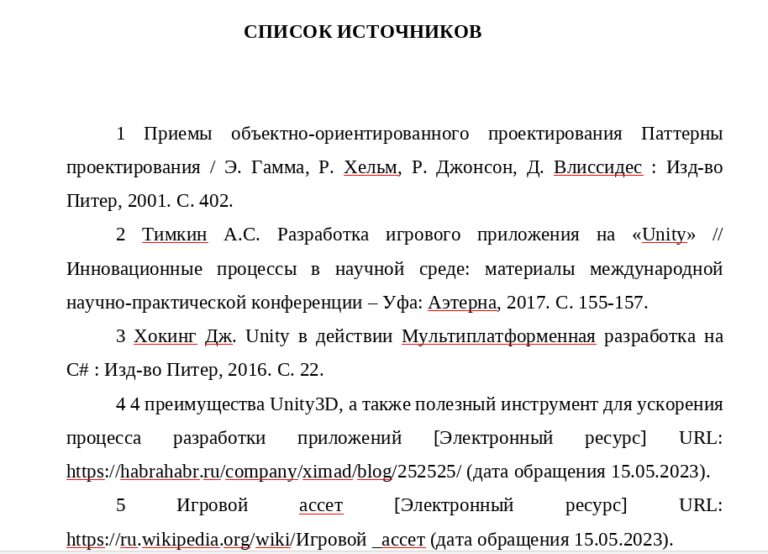 СПИСОК ИСТОЧНИКОВ
1 Приемы объектно-ориентированного проектирования Паттерны
проектирования / Э. Гамма, Р. Хельм, Р. Джонсон, Д. Влиссидес : Изд-во
Питер, 2001. С. 402.
2 Тимкин А.С. Разработка игрового приложения на «Unity» //
Инновационные процессы в научной среде: материалы международной
научно-практической конференции – Уфа: Аэтерна, 2017. С. 155-157.
3 Хокинг Дж. Unity в действии Мультиплатформенная разработка на
C# : Изд-во Питер, 2016. С. 22.
4 4 преимущества Unity3D, а также полезный инструмент для ускорения
процесса разработки приложений [Электронный ресурс] URL:
https://habrahabr.ru/company/ximad/blog/252525/ (дата обращения 15.05.2023).
5 Игровой ассет [Электронный ресурс] URL:
https://ru.wikipedia.org/wiki/Игровой _ассет (дата обращения 15.05.2023).